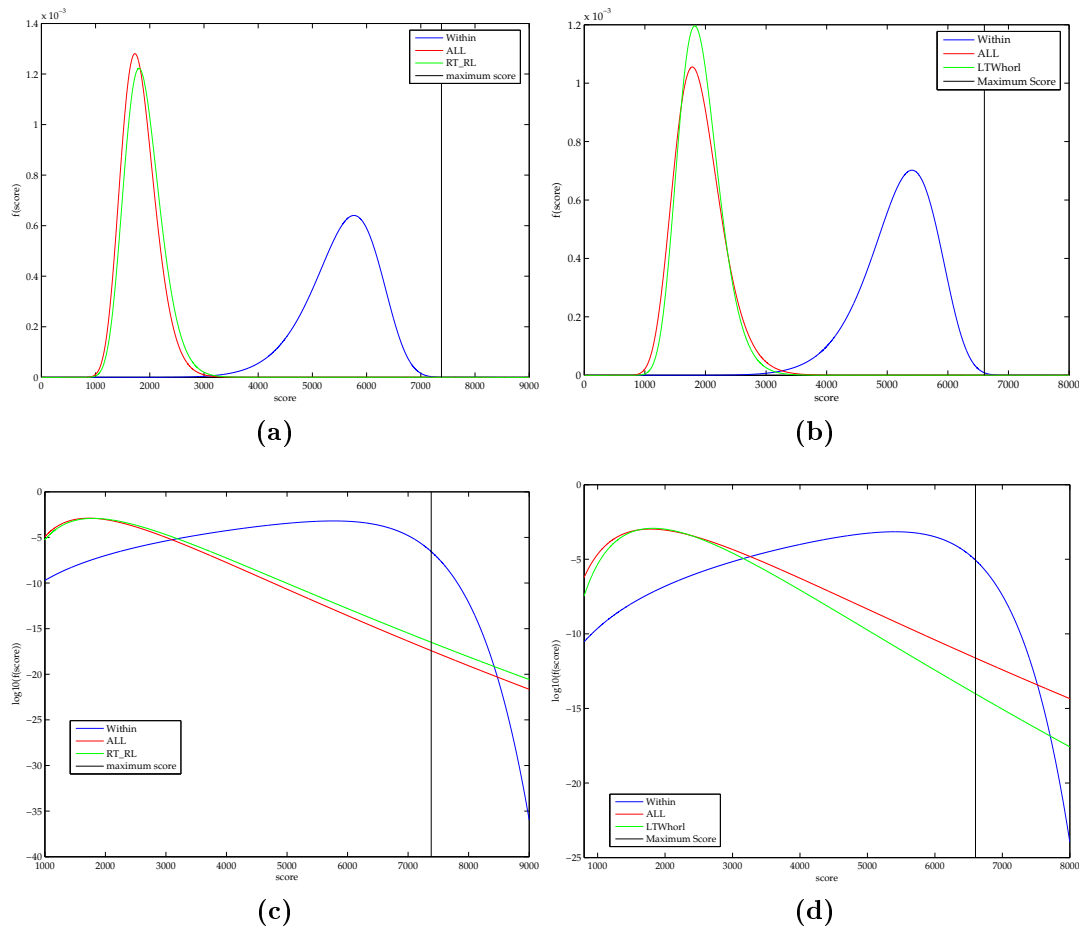 x 10⁻³
1.4
1.2
1
0.8
0.6
0.4
0.2
0
f(score)
0 1000 2000 3000 4000 5000 6000 7000 8000 9000
score
Within
ALL
RT_RL
maximum score
(a)
x 10⁻³
1.2
1
0.8
0.6
0.4
0.2
0
f(score)
0 1000 2000 3000 4000 5000 6000 7000 8000
score
Within
ALL
LTWhorl
Maximum Score
(b)
0
−5
−10
−15
−20
−25
−30
−35
−40
log10(f(score))
1000 2000 3000 4000 5000 6000 7000 8000 9000
score
Within
ALL
RT_RL
maximum score
(c)
0
−5
−10
−15
−20
−25
log10(f(score))
1000 2000 3000 4000 5000 6000 7000 8000
score
Within
ALL
LTWhorl
Maximum Score
(d)